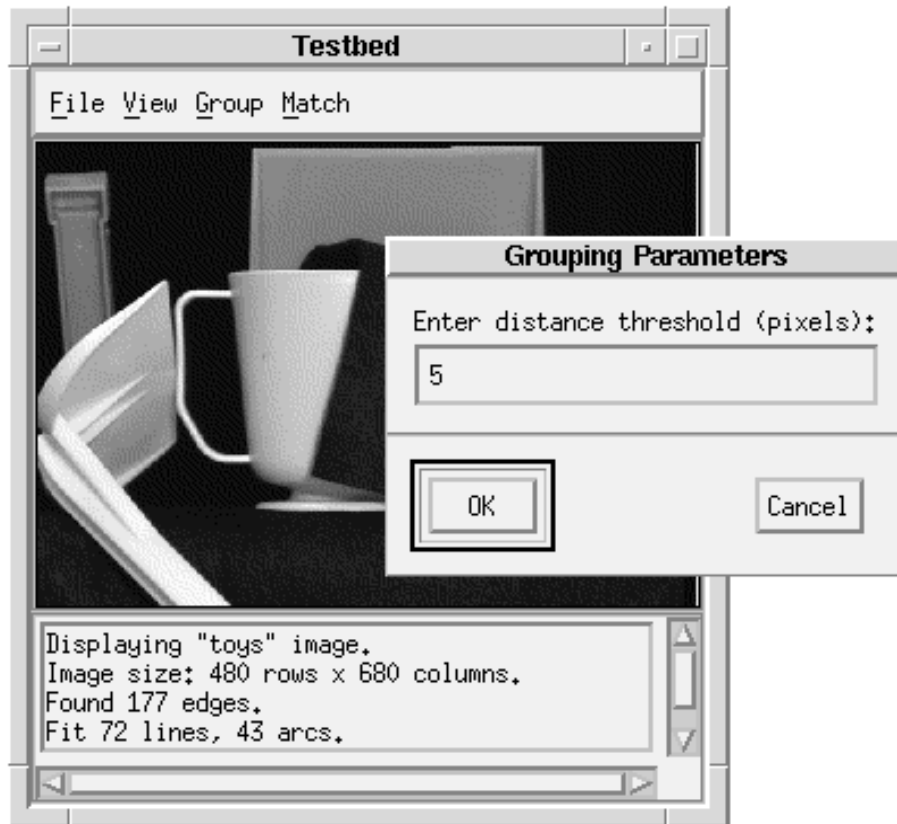 Testbed
File View Group Match
Grouping Parameters
Enter distance threshold (pixels):
5
OK Cancel
Displaying "toys" image.
Image size: 480 rows x 680 columns.
Found 177 edges.
Fit 72 lines, 43 arcs.